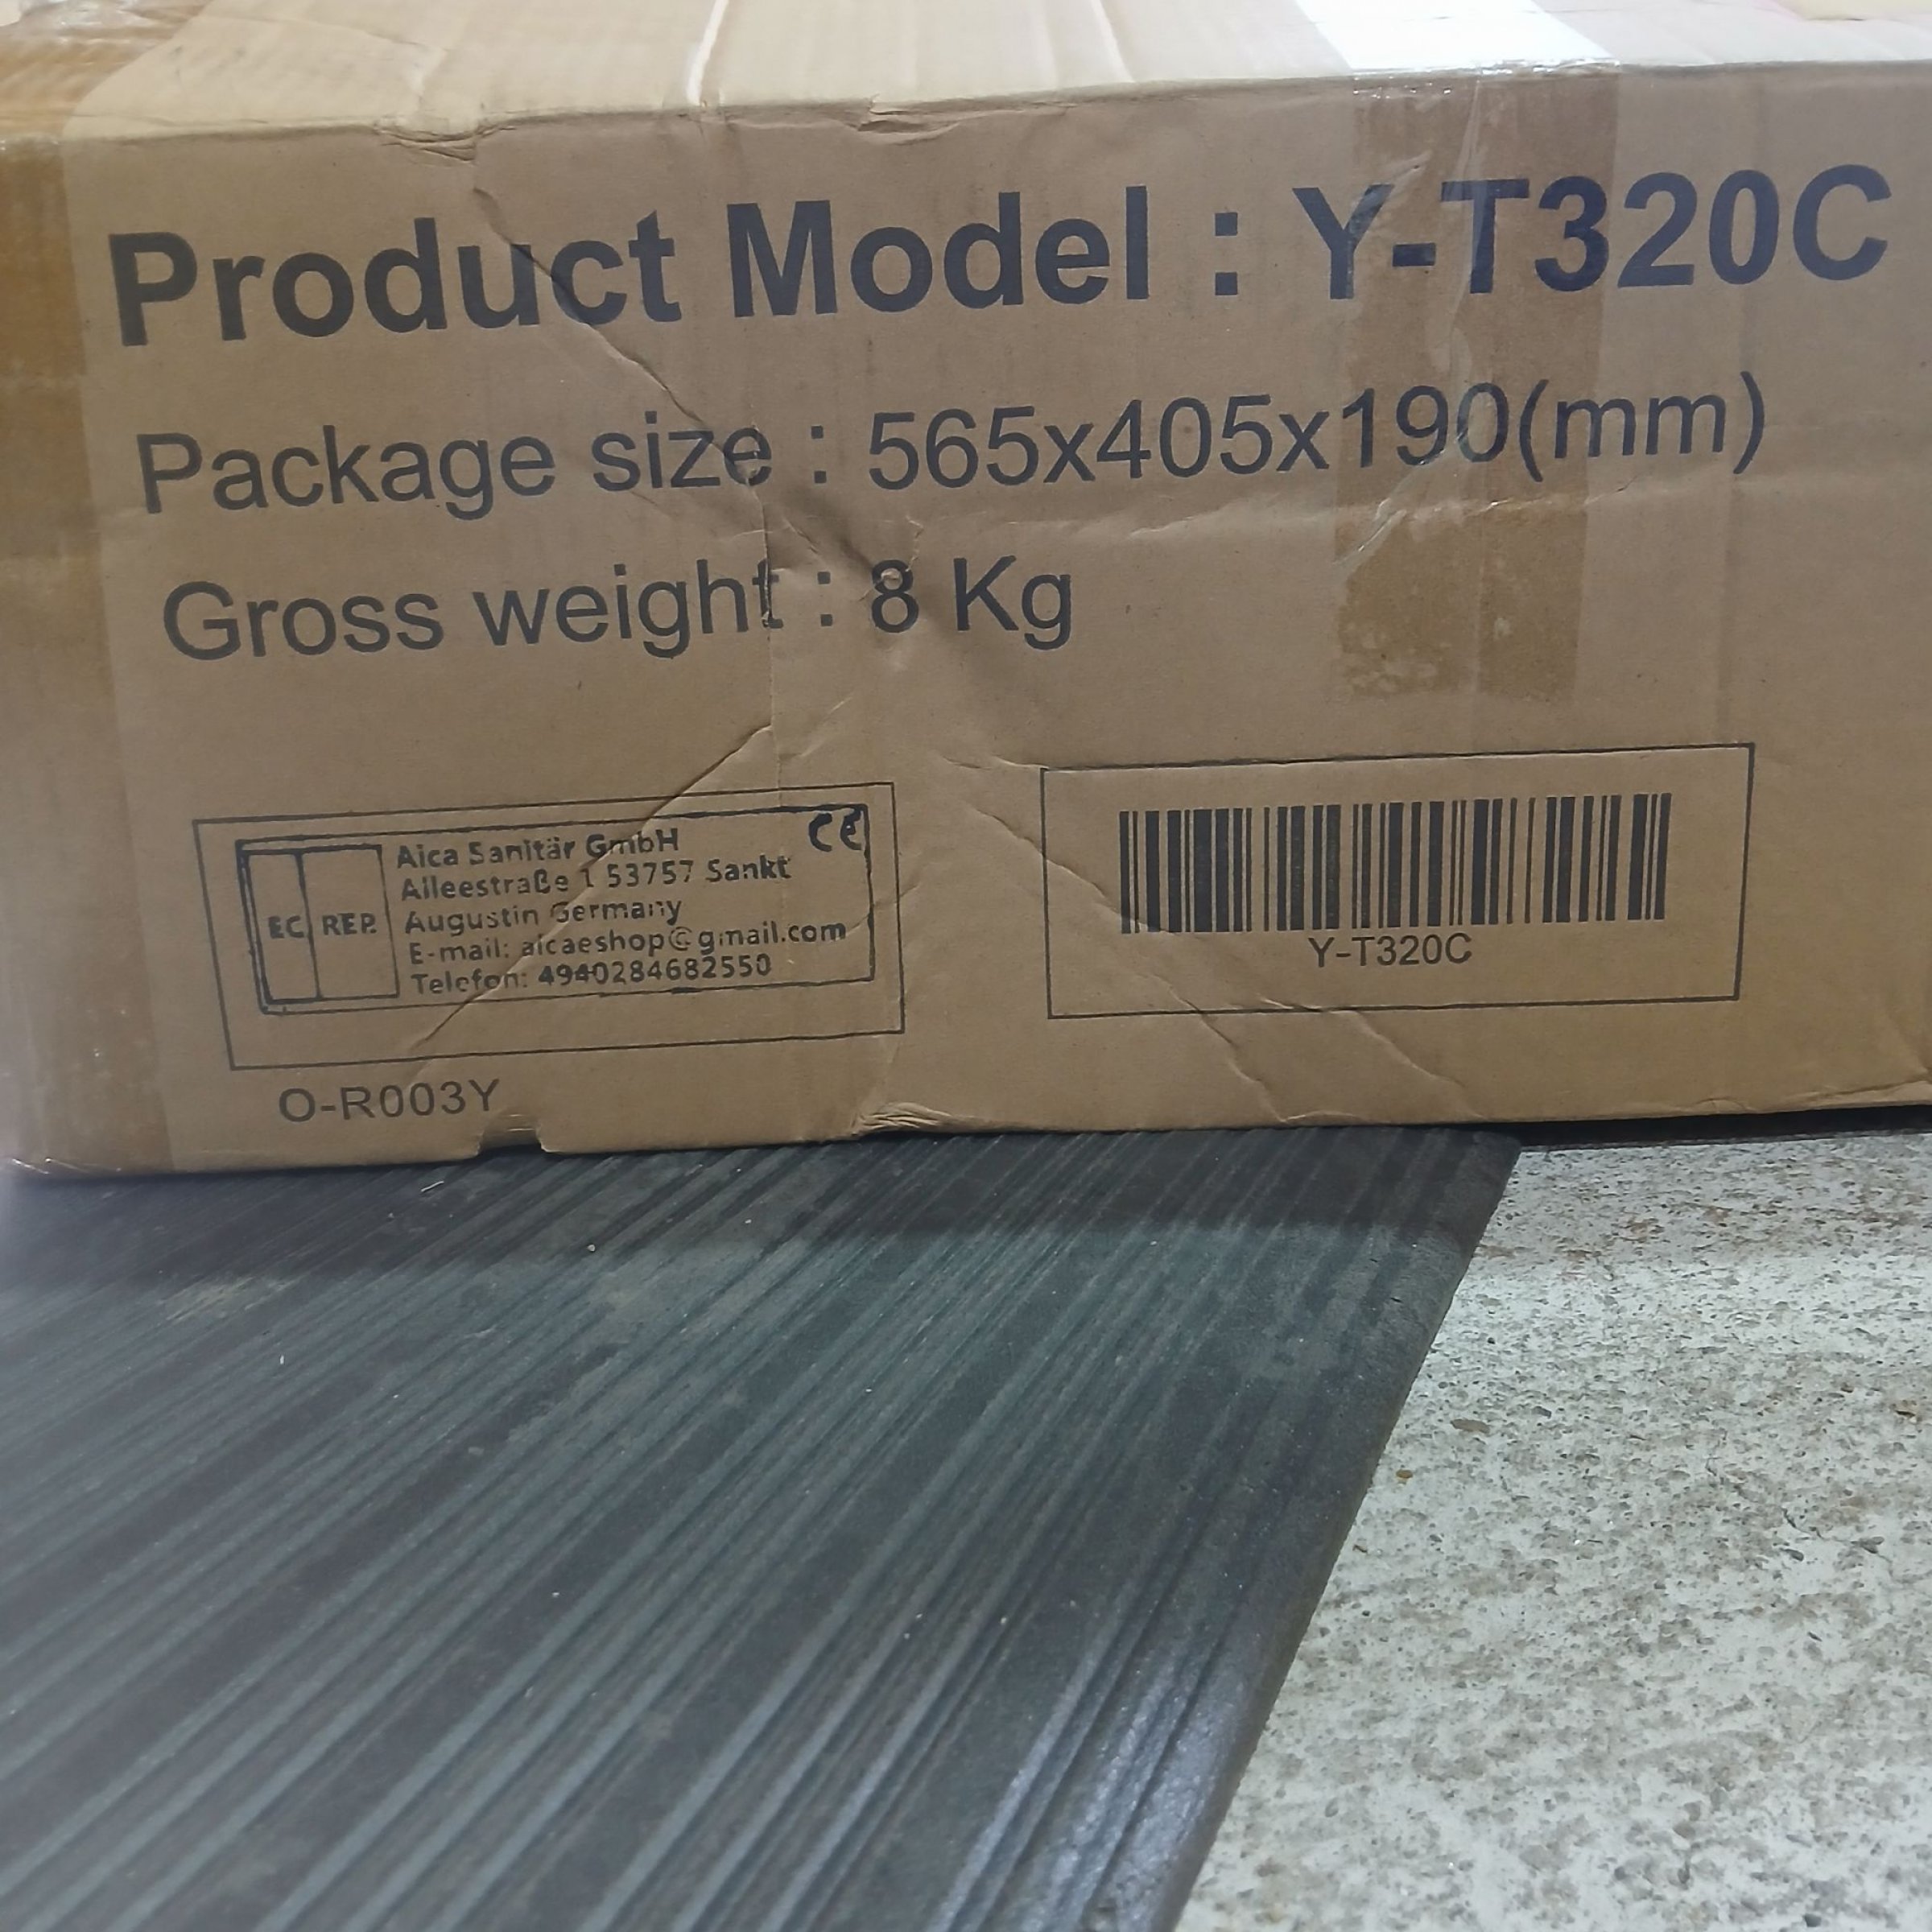 Product Model : Y-T320C
Package size : 565x405x190(mm)
Gross weight : 8 Kg
EC REP.
Aica Sanitär GmbH
Alleestraße 1 53757 Sankt
Augustin Germany
E-mail: aicaeshop@gmail.com
Telefon: 4940284682550
CE
Y-T320C
O-R003Y